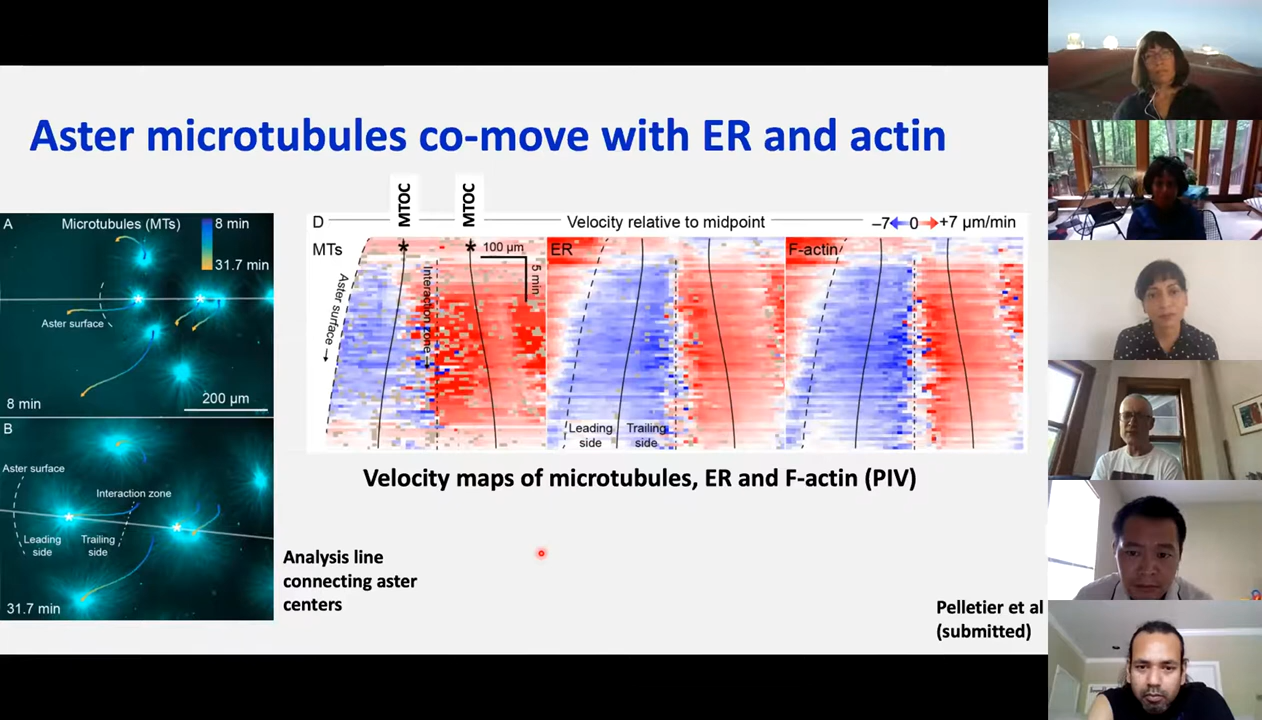 Aster microtubules co-move with ER and actin
A
Microtubules (MTs)
8 min
31.7 min
Aster surface
200 µm
8 min
B
Aster surface
Interaction zone
Leading
side
Trailing
side
31.7 min
MTOC
MTOC
D
Velocity relative to midpoint
–7
0
+7 µm/min
MTs
*
*
100 µm
5 min
Aster surface
Interaction zone
ER
F-actin
Leading
side
Trailing
side
Velocity maps of microtubules, ER and F-actin (PIV)
Analysis line
connecting aster
centers
Pelletier et al
(submitted)